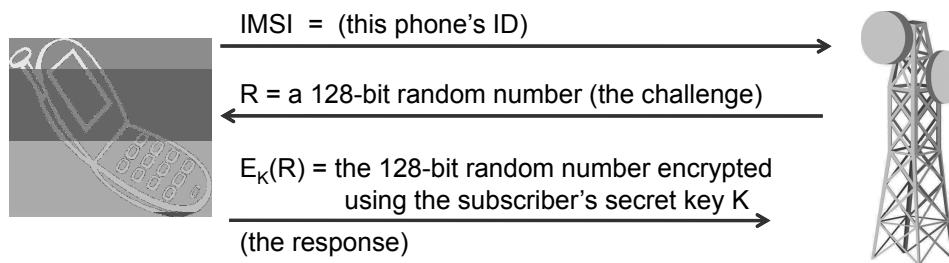 IMSI = (this phone’s ID)
R = a 128-bit random number (the challenge)
E_K(R) = the 128-bit random number encrypted
using the subscriber’s secret key K
(the response)